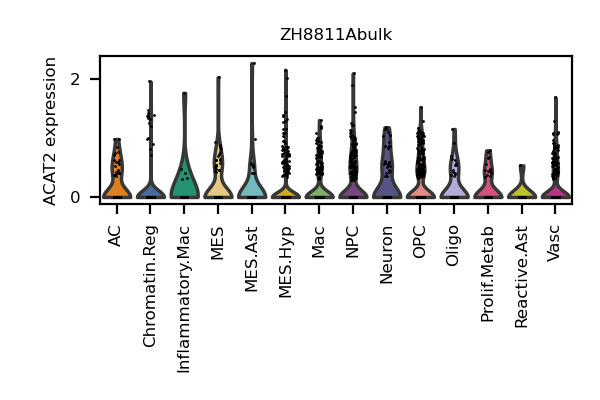 ZH8811Abulk
ACAT2 expression
2
0
AC
Chromatin.Reg
Inflammatory.Mac
MES
MES.Ast
MES.Hyp
Mac
NPC
Neuron
OPC
Oligo
Prolif.Metab
Reactive.Ast
Vasc